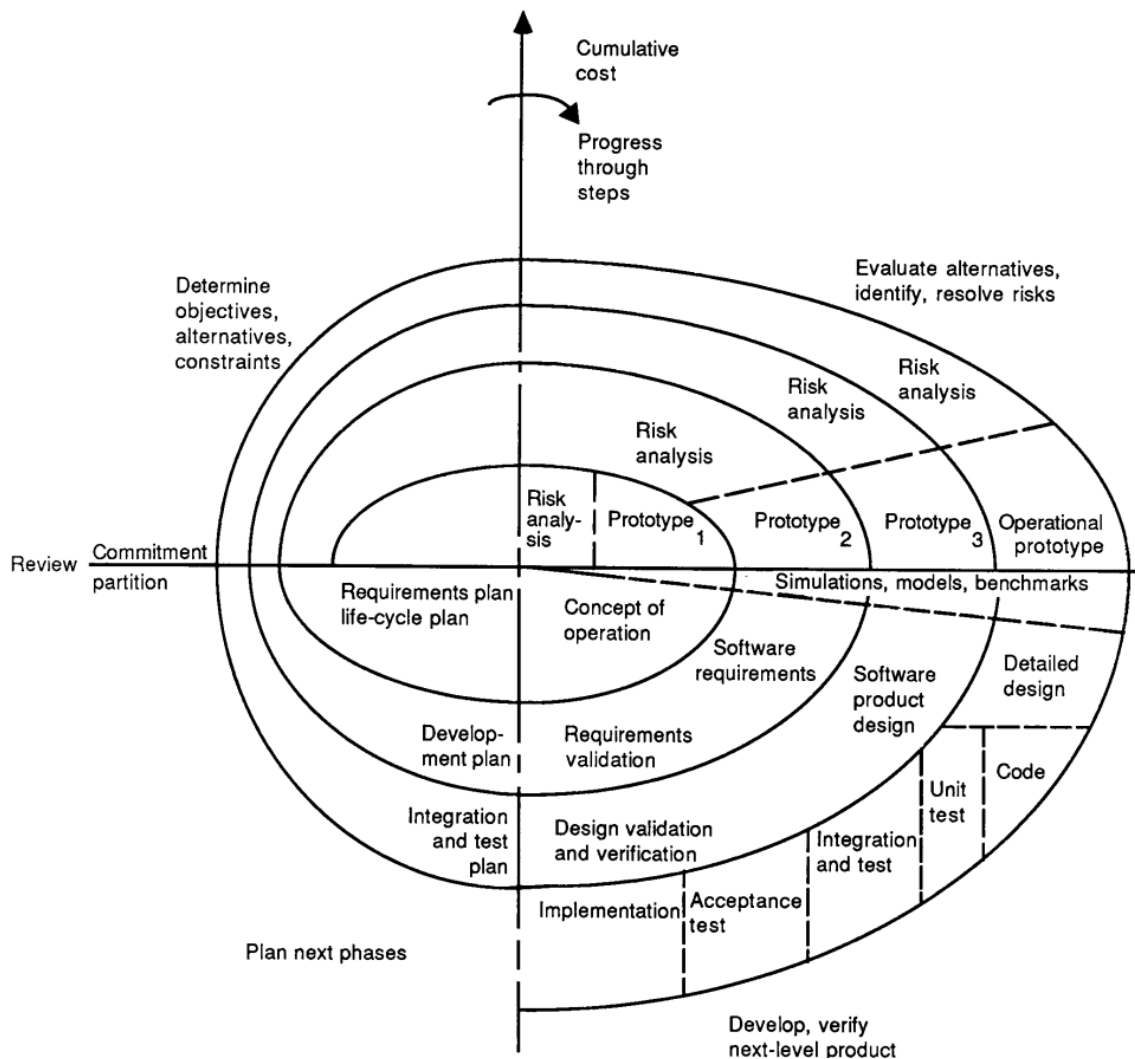 Cumulative
cost
Progress
through
steps
Determine
objectives,
alternatives,
constraints
Evaluate alternatives,
identify, resolve risks
Risk
analysis
Risk
analysis
Risk
analysis
Risk
analy-
sis
Prototype 1
Prototype 2
Prototype 3
Operational
prototype
Review
Commitment
partition
Simulations, models, benchmarks
Requirements plan
life-cycle plan
Concept of
operation
Software
requirements
Software
product
design
Detailed
design
Develop-
ment plan
Requirements
validation
Code
Unit
test
Integration
and test
plan
Design validation
and verification
Integration
and test
Acceptance
test
Implementation
Plan next phases
Develop, verify
next-level product